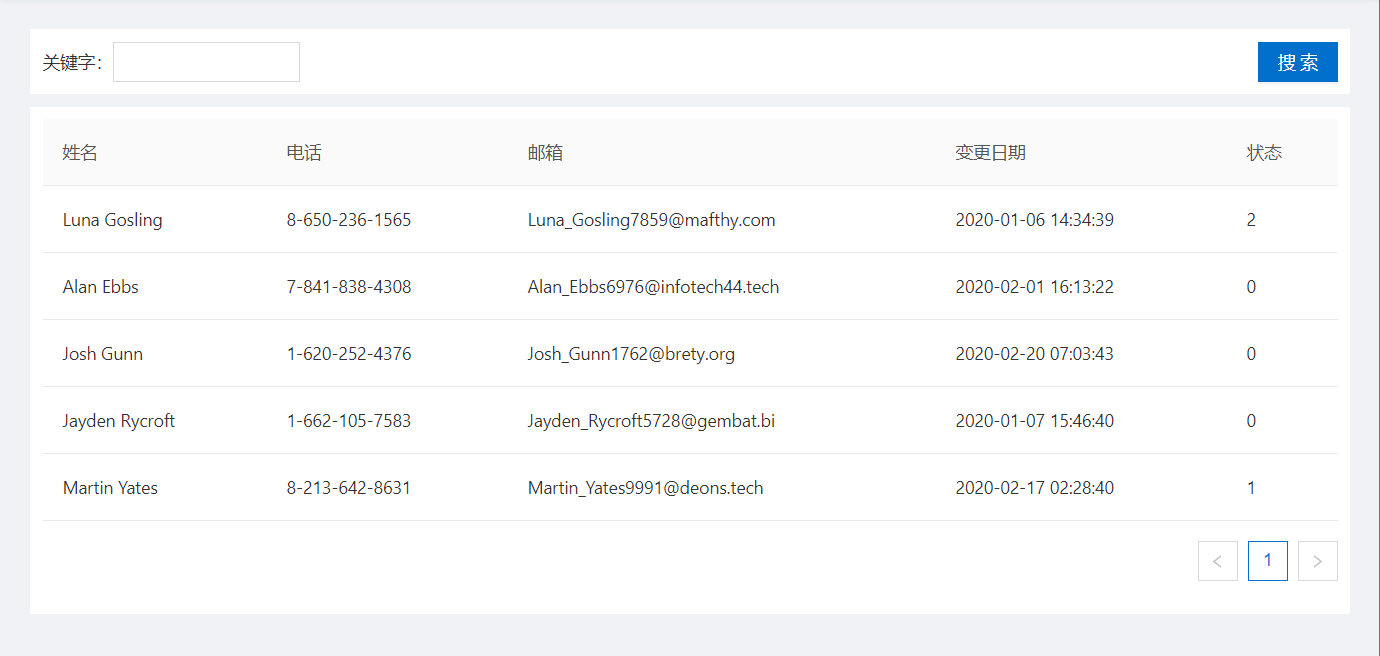 关键字： 搜 索
姓名 电话 邮箱 变更日期 状态
Luna Gosling 8-650-236-1565 Luna_Gosling7859@mafthy.com 2020-01-06 14:34:39 2
Alan Ebbs 7-841-838-4308 Alan_Ebbs6976@infotech44.tech 2020-02-01 16:13:22 0
Josh Gunn 1-620-252-4376 Josh_Gunn1762@brety.org 2020-02-20 07:03:43 0
Jayden Rycroft 1-662-105-7583 Jayden_Rycroft5728@gembat.bi 2020-01-07 15:46:40 0
Martin Yates 8-213-642-8631 Martin_Yates9991@deons.tech 2020-02-17 02:28:40 1
< 1 >